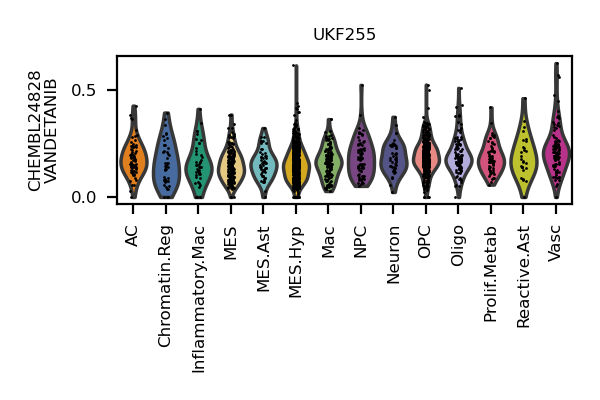 UKF255
CHEMBL24828
VANDETANIB
0.5
0.0
AC
Chromatin.Reg
Inflammatory.Mac
MES
MES.Ast
MES.Hyp
Mac
NPC
Neuron
OPC
Oligo
Prolif.Metab
Reactive.Ast
Vasc